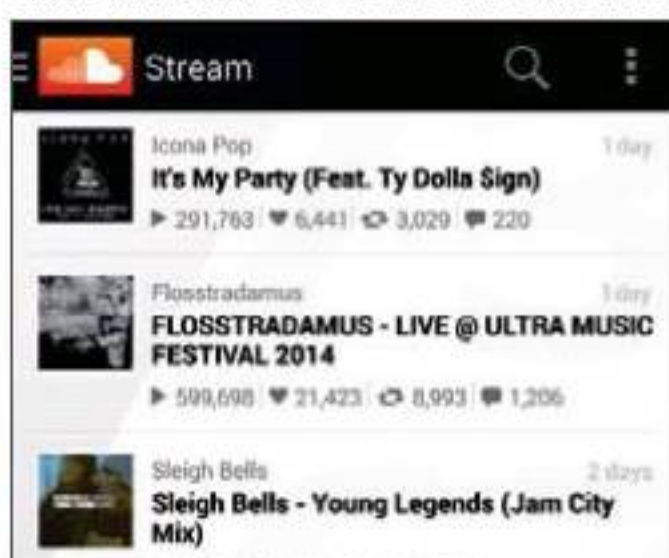 Stream
Icona Pop
1 day
It's My Party (Feat. Ty Dolla $ign)
291,763 6,441 3,029 220
Flosstradamus
1 day
FLOSSTRADAMUS - LIVE @ ULTRA MUSIC
FESTIVAL 2014
599,698 21,423 8,993 1,206
Sleigh Bells
2 days
Sleigh Bells - Young Legends (Jam City
Mix)